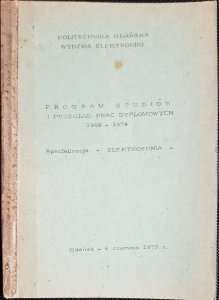 POLITECHNIKA GDAŃSKA
WYDZIAŁ ELEKTRONIKI
PROGRAM STUDIÓW
I PRZEGLĄD PRAC DYPLOMOWYCH
1968 - 1974
Specjalizacja - ELEKTROFONIA -
Gdańsk - 6 czerwca 1975 r.